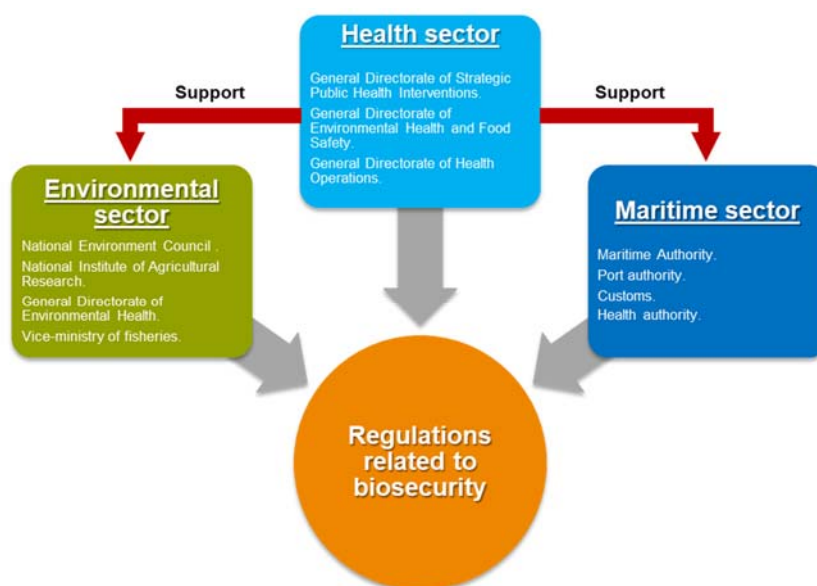 Health sector
General Directorate of Strategic
Public Health Interventions.
General Directorate of
Environmental Health and Food
Safety.
General Directorate of Health
Operations.
Support
Support
Environmental
sector
National Environment Council .
National Institute of Agricultural
Research.
General Directorate of
Environmental Health.
Vice-ministry of fisheries.
Maritime sector
Maritime Authority.
Port authority.
Customs.
Health authority.
Regulations
related to
biosecurity